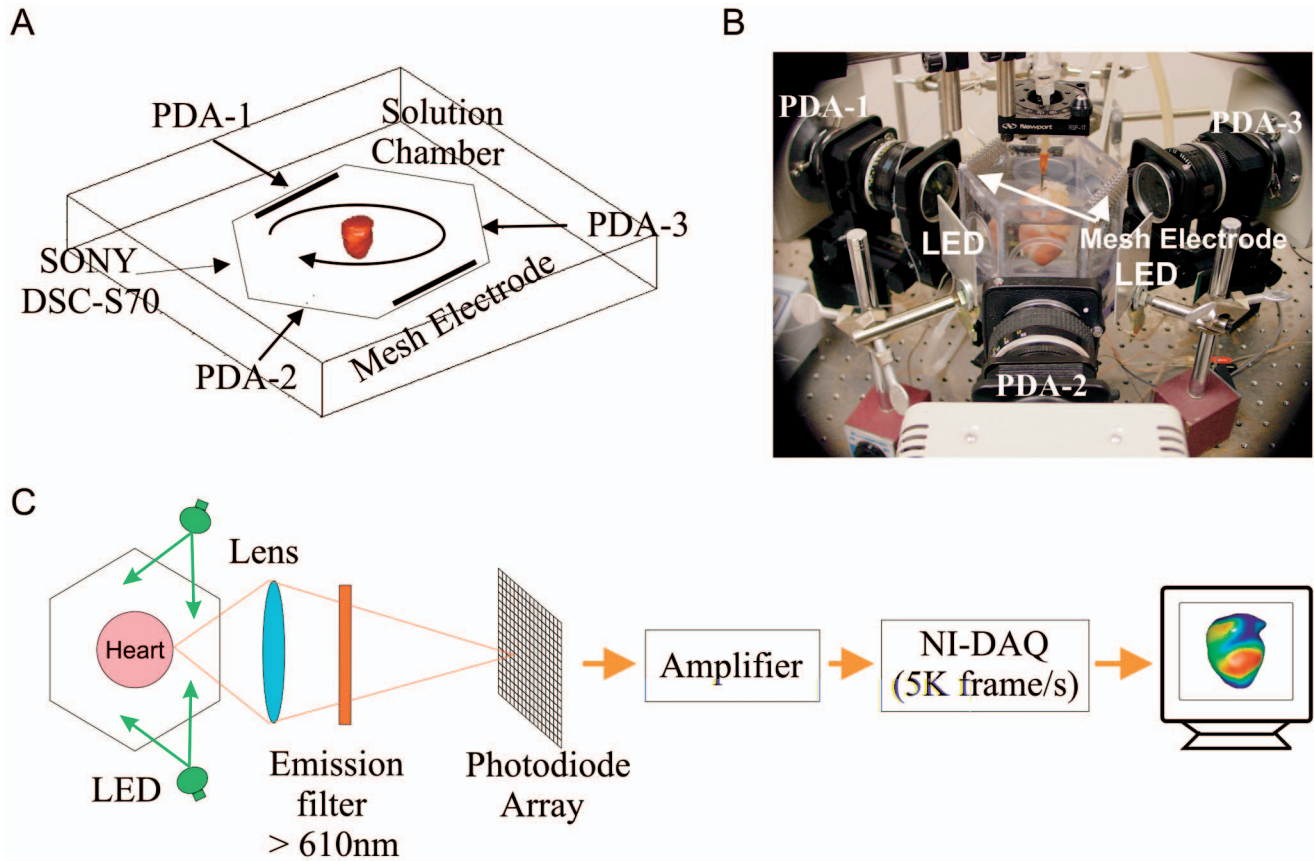 A
PDA-1
Solution
Chamber
PDA-3
SONY
DSC-S70
PDA-2
Mesh Electrode
B
PDA-1
PDA-3
Newport
LED
Mesh Electrode
LED
PDA-2
C
Lens
Heart
LED
Emission
filter
> 610nm
Photodiode
Array
Amplifier
NI-DAQ
(5K frame/s)